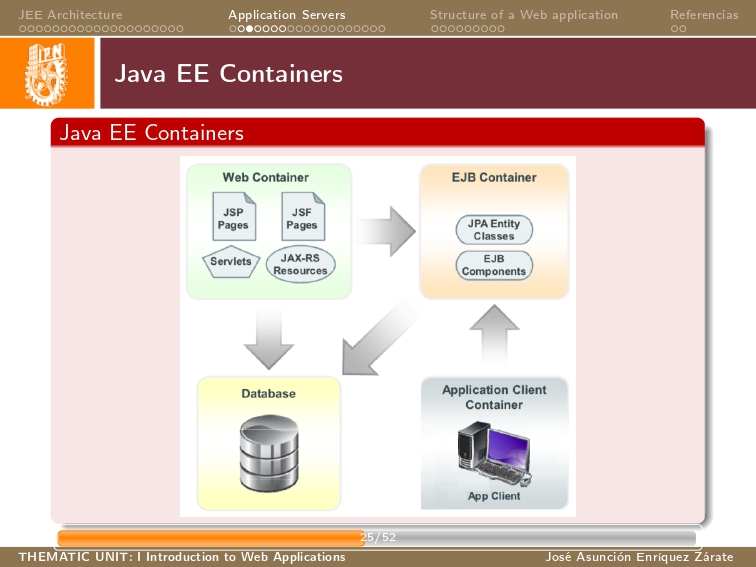 JEE Architecture
Application Servers
Structure of a Web application
Referencias
IPN
Java EE Containers
Java EE Containers
Web Container
JSP
Pages
JSF
Pages
Servlets
JAX-RS
Resources
EJB Container
JPA Entity
Classes
EJB
Components
Database
Application Client
Container
App Client
25/52
THEMATIC UNIT: I Introduction to Web Applications
José Asunción Enríquez Zárate